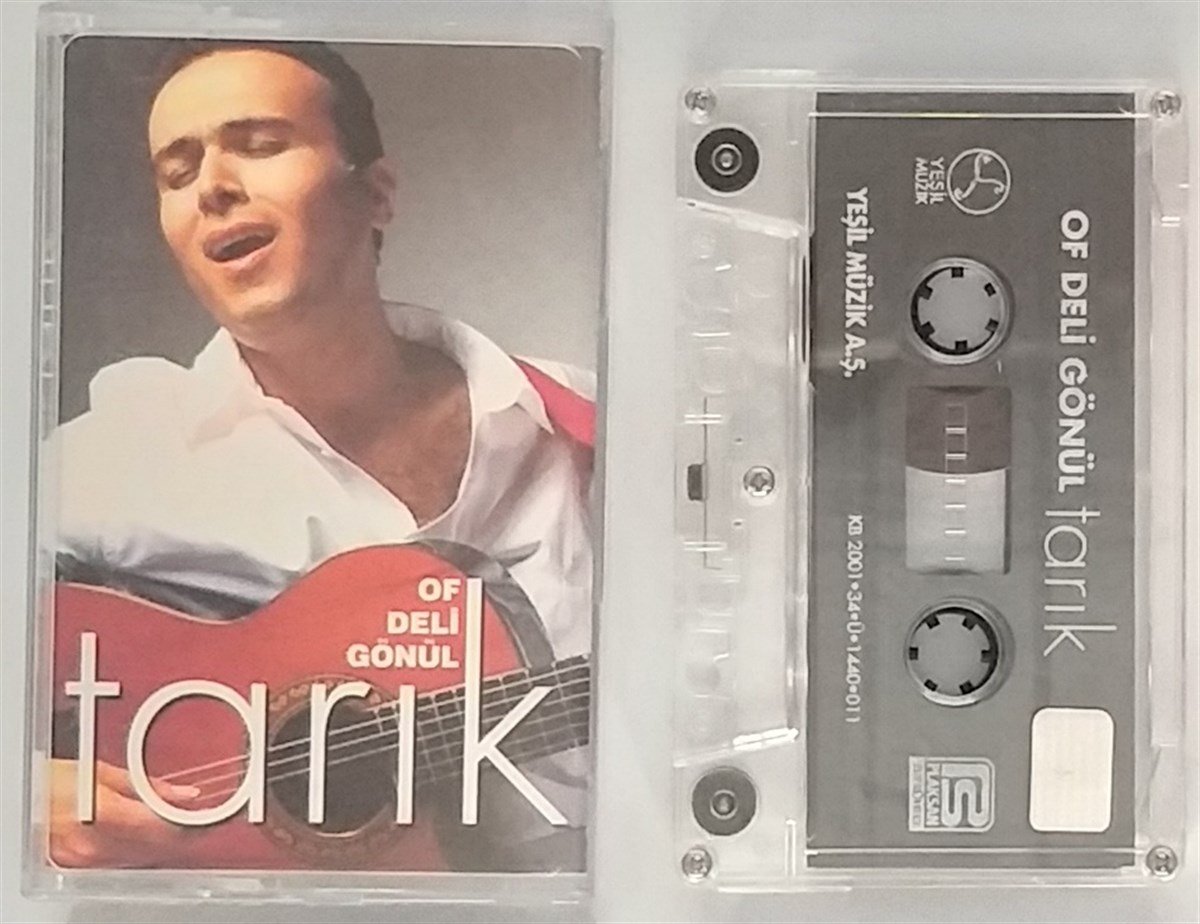 OF
DELİ
GÖNÜL
tarık
OF DELİ GÖNÜL tarık
YEŞİL
MÜZİK
YEŞİL MÜZİK A.Ş.
KB 2001•34•Ü•1440•011
PLAKSAN